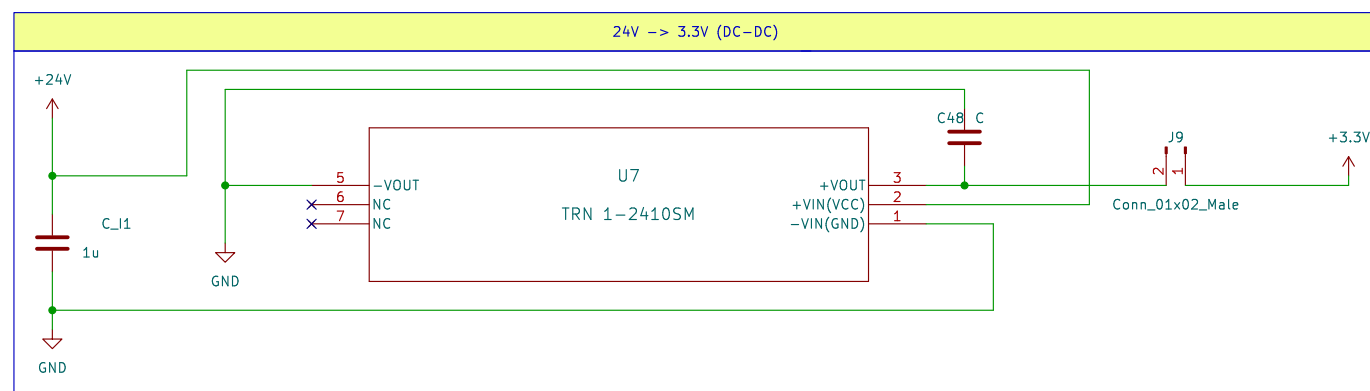 24V -> 3.3V (DC-DC)
+24V
C_I1
1u
GND
GND
5
6
7
-VOUT
NC
NC
U7
TRN 1-2410SM
+VOUT
+VIN(VCC)
-VIN(GND)
3
2
1
C48 C
J9
2
1
Conn_01x02_Male
+3.3V